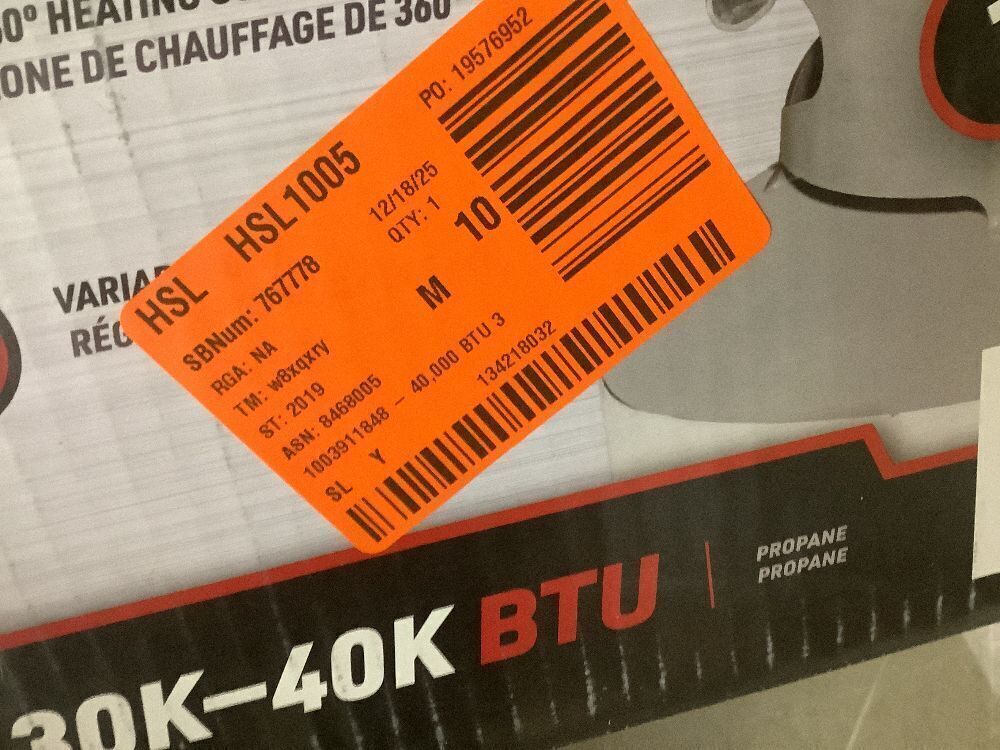 0º HEATING
ONE DE CHAUFFAGE DE 360
VARIA
RÉG
HSL HSL1005
SBNum: 767778
RGA: NA
TM: w8xqxry
ST: 2019
ASN: 8468005
1003911848 – 40,000 BTU 3
SL Y
134218032
12/18/25
QTY: 1
M
10
PO: 19576952
30K–40K BTU
PROPANE
PROPANE